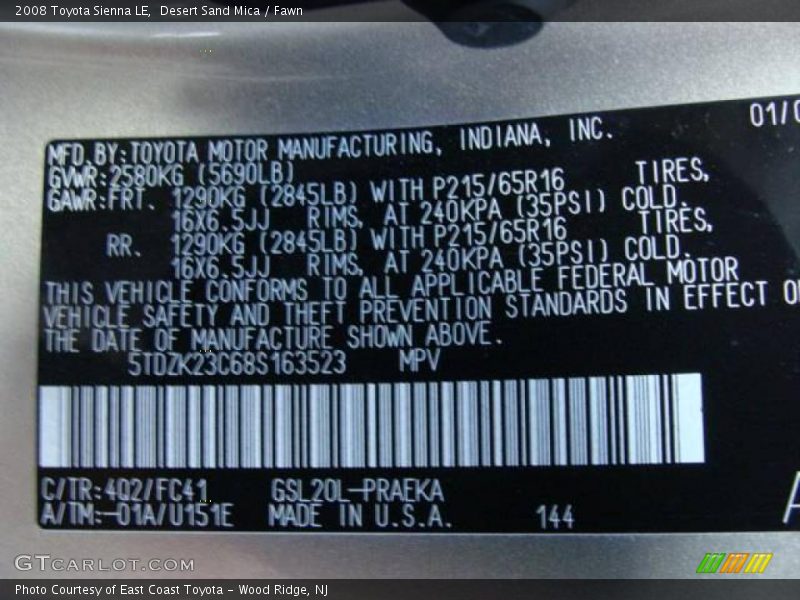 2008 Toyota Sienna LE, Desert Sand Mica / Fawn
01/0
MFD.BY:TOYOTA MOTOR MANUFACTURING, INDIANA, INC.
GVWR:2580KG (5690LB)
GAWR:FRT. 1290KG (2845LB) WITH P215/65R16 TIRES,
16X6.5JJ RIMS, AT 240KPA (35PSI) COLD.
RR. 1290KG (2845LB) WITH P215/65R16 TIRES,
16X6.5JJ RIMS, AT 240KPA (35PSI) COLD.
THIS VEHICLE CONFORMS TO ALL APPLICABLE FEDERAL MOTOR
VEHICLE SAFETY AND THEFT PREVENTION STANDARDS IN EFFECT O
THE DATE OF MANUFACTURE SHOWN ABOVE.
5TDZK23C68S163523 MPV
C/TR:4Q2/FC41 GSL20L-PRAEKA
A/TM:-01A/U151E MADE IN U.S.A. 144
A
GTCARLOT.COM
Photo Courtesy of East Coast Toyota - Wood Ridge, NJ